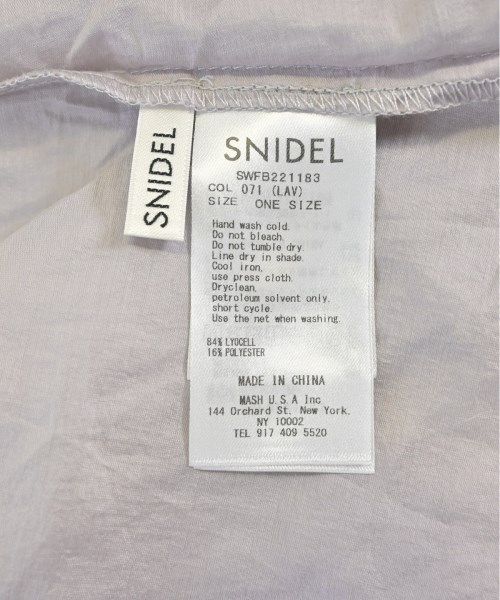 SNIDEL
SNIDEL
SWFB221183
COL 071 (LAV)
SIZE ONE SIZE
Hand wash cold.
Do not bleach.
Do not tumble dry.
Line dry in shade.
Cool iron,
use press cloth.
Dryclean,
petroleum solvent only,
short cycle.
Use the net when washing.
84% LYOCELL
16% POLYESTER
MADE IN CHINA
MASH U.S.A Inc
144 Orchard St, New York,
NY 10002
TEL 917 409 5520